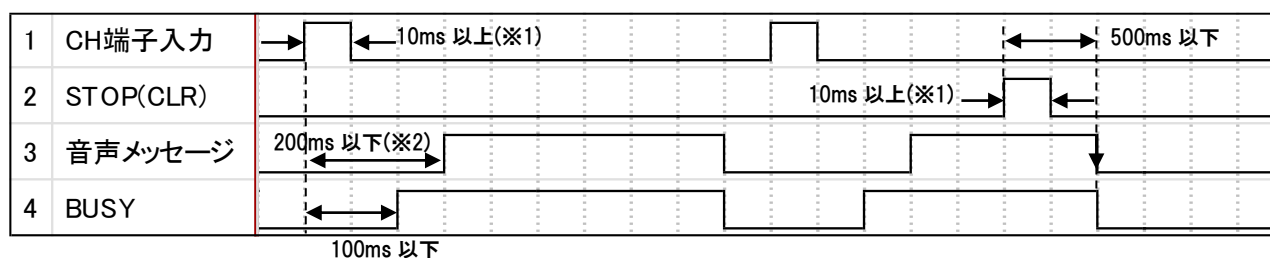 1 CH端子入力 10ms 以上(※1) 500ms 以下
2 STOP(CLR) 10ms 以上(※1)
3 音声メッセージ 200ms 以下(※2)
4 BUSY
100ms 以下